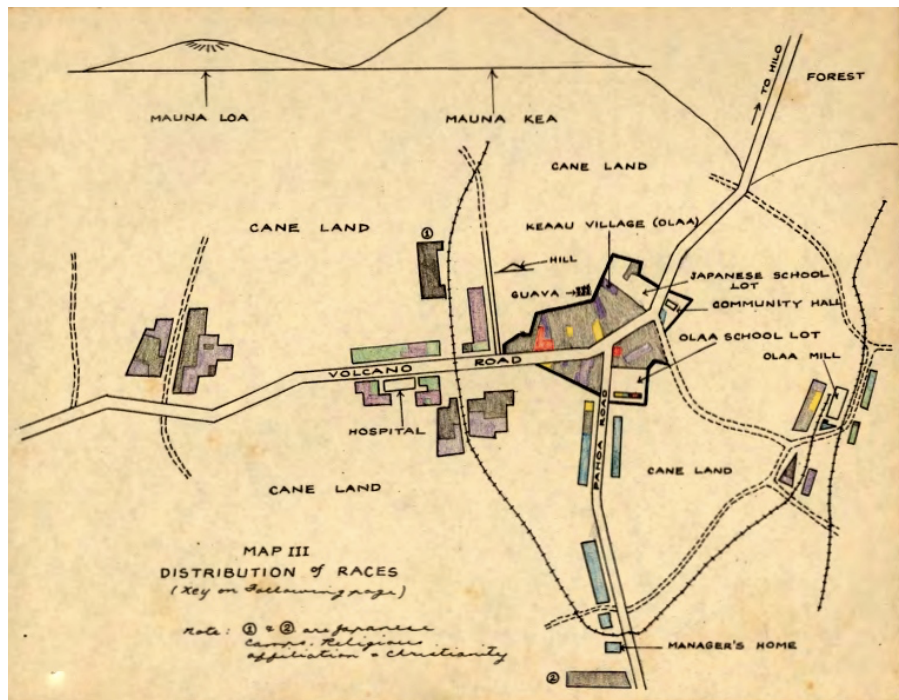 TO HILO
FOREST
MAUNA LOA
MAUNA KEA
CANE LAND
CANE LAND
①
KEAAU VILLAGE (OLAA)
HILL
JAPANESE SCHOOL
LOT
GUAVA
COMMUNITY HALL
OLAA SCHOOL LOT
OLAA MILL
VOLCANO ROAD
HOSPITAL
PAHOA ROAD
CANE LAND
CANE LAND
MAP III
DISTRIBUTION of RACES
(Key on Following page)
Note: ① & ② are Japanese
Camps. Religious
affiliation = Christianity
MANAGER'S HOME
②